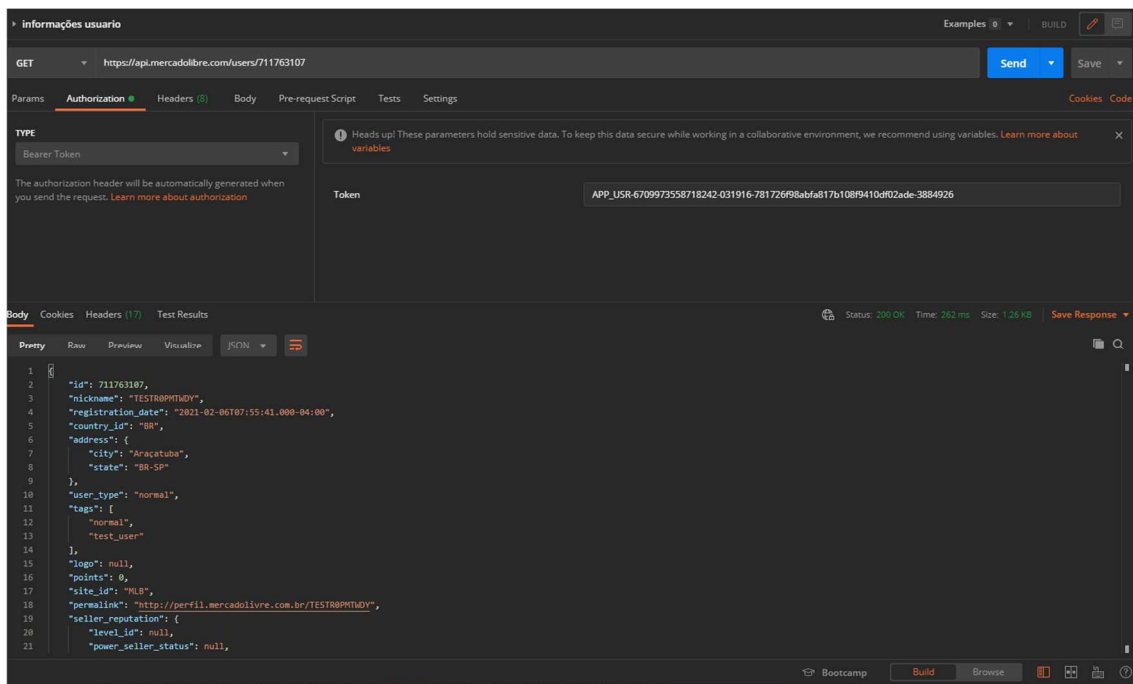 informações usuario
Examples 0
BUILD
GET
https://api.mercadolibre.com/users/711763107
Send
Save
Params Authorization Headers (8) Body Pre-request Script Tests Settings
Cookies Code
TYPE
Bearer Token
The authorization header will be automatically generated when
you send the request. Learn more about authorization
Heads up! These parameters hold sensitive data. To keep this data secure while working in a collaborative environment, we recommend using variables. Learn more about
variables
Token
APP_USR-6709973558718242-031916-781726f98abfa817b108f9410df02ade-3884926
Body Cookies Headers (17) Test Results
Status: 200 OK Time: 262 ms Size: 1.26 KB
Save Response
Pretty Raw Preview Visualize JSON
1 {
2 "id": 711763107,
3 "nickname": "TESTR0PMTWDY",
4 "registration_date": "2021-02-06T07:55:41.000-04:00",
5 "country_id": "BR",
6 "address": {
7 "city": "Araçatuba",
8 "state": "BR-SP"
9 },
10 "user_type": "normal",
11 "tags": [
12 "normal",
13 "test_user"
14 ],
15 "logo": null,
16 "points": 0,
17 "site_id": "MLB",
18 "permalink": "http://perfil.mercadolivre.com.br/TESTR0PMTWDY",
19 "seller_reputation": {
20 "level_id": null,
21 "power_seller_status": null,
Bootcamp
Build
Browse